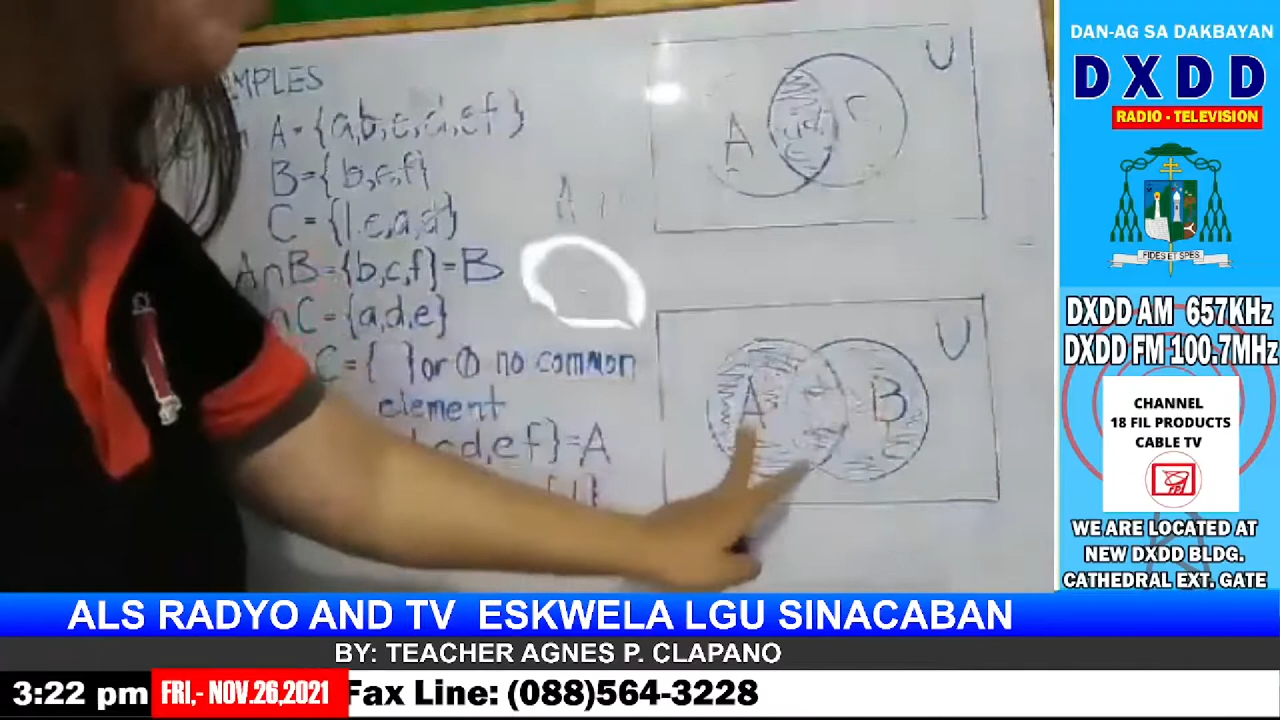 MPLES
A = {a,b,c,d,ef}
B = {b,c,f}
C = { e,a,d}
A∩B = {b,c,f} = B
∩C = {a,d,e}
C = { } or ∅ no common
element
c d,ef} = A
U
A
U
A
B
DAN-AG SA DAKBAYAN
DXDD
RADIO - TELEVISION
FIDES ET SPES
DXDD AM 657KHz
DXDD FM 100.7MHz
CHANNEL
18 FIL PRODUCTS
CABLE TV
FPI
WE ARE LOCATED AT
NEW DXDD BLDG.
CATHEDRAL EXT. GATE
ALS RADYO AND TV ESKWELA LGU SINACABAN
BY: TEACHER AGNES P. CLAPANO
3:22 pm FRI,- NOV.26,2021 Fax Line: (088)564-3228